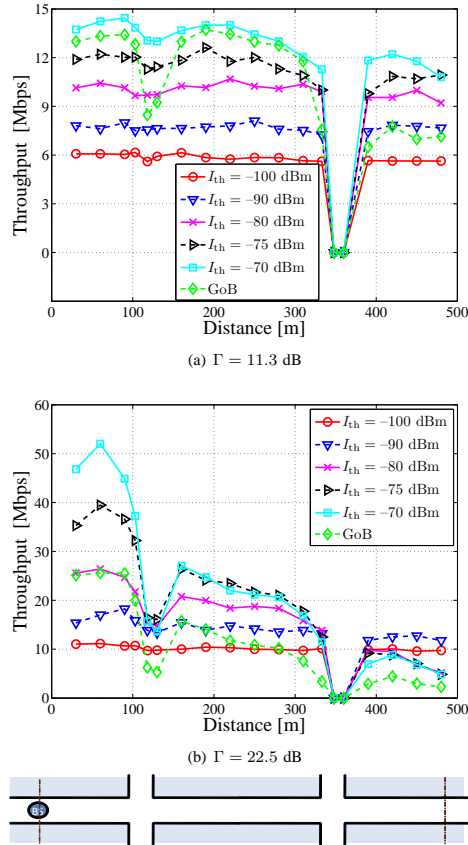 15
12
9
6
3
0
Throughput [Mbps]
I_th = –100 dBm
I_th = –90 dBm
I_th = –80 dBm
I_th = –75 dBm
I_th = –70 dBm
GoB
0 100 200 300 400 500
Distance [m]
(a) Γ = 11.3 dB
60
50
40
30
20
10
0
Throughput [Mbps]
I_th = –100 dBm
I_th = –90 dBm
I_th = –80 dBm
I_th = –75 dBm
I_th = –70 dBm
GoB
0 100 200 300 400 500
Distance [m]
(b) Γ = 22.5 dB
BS